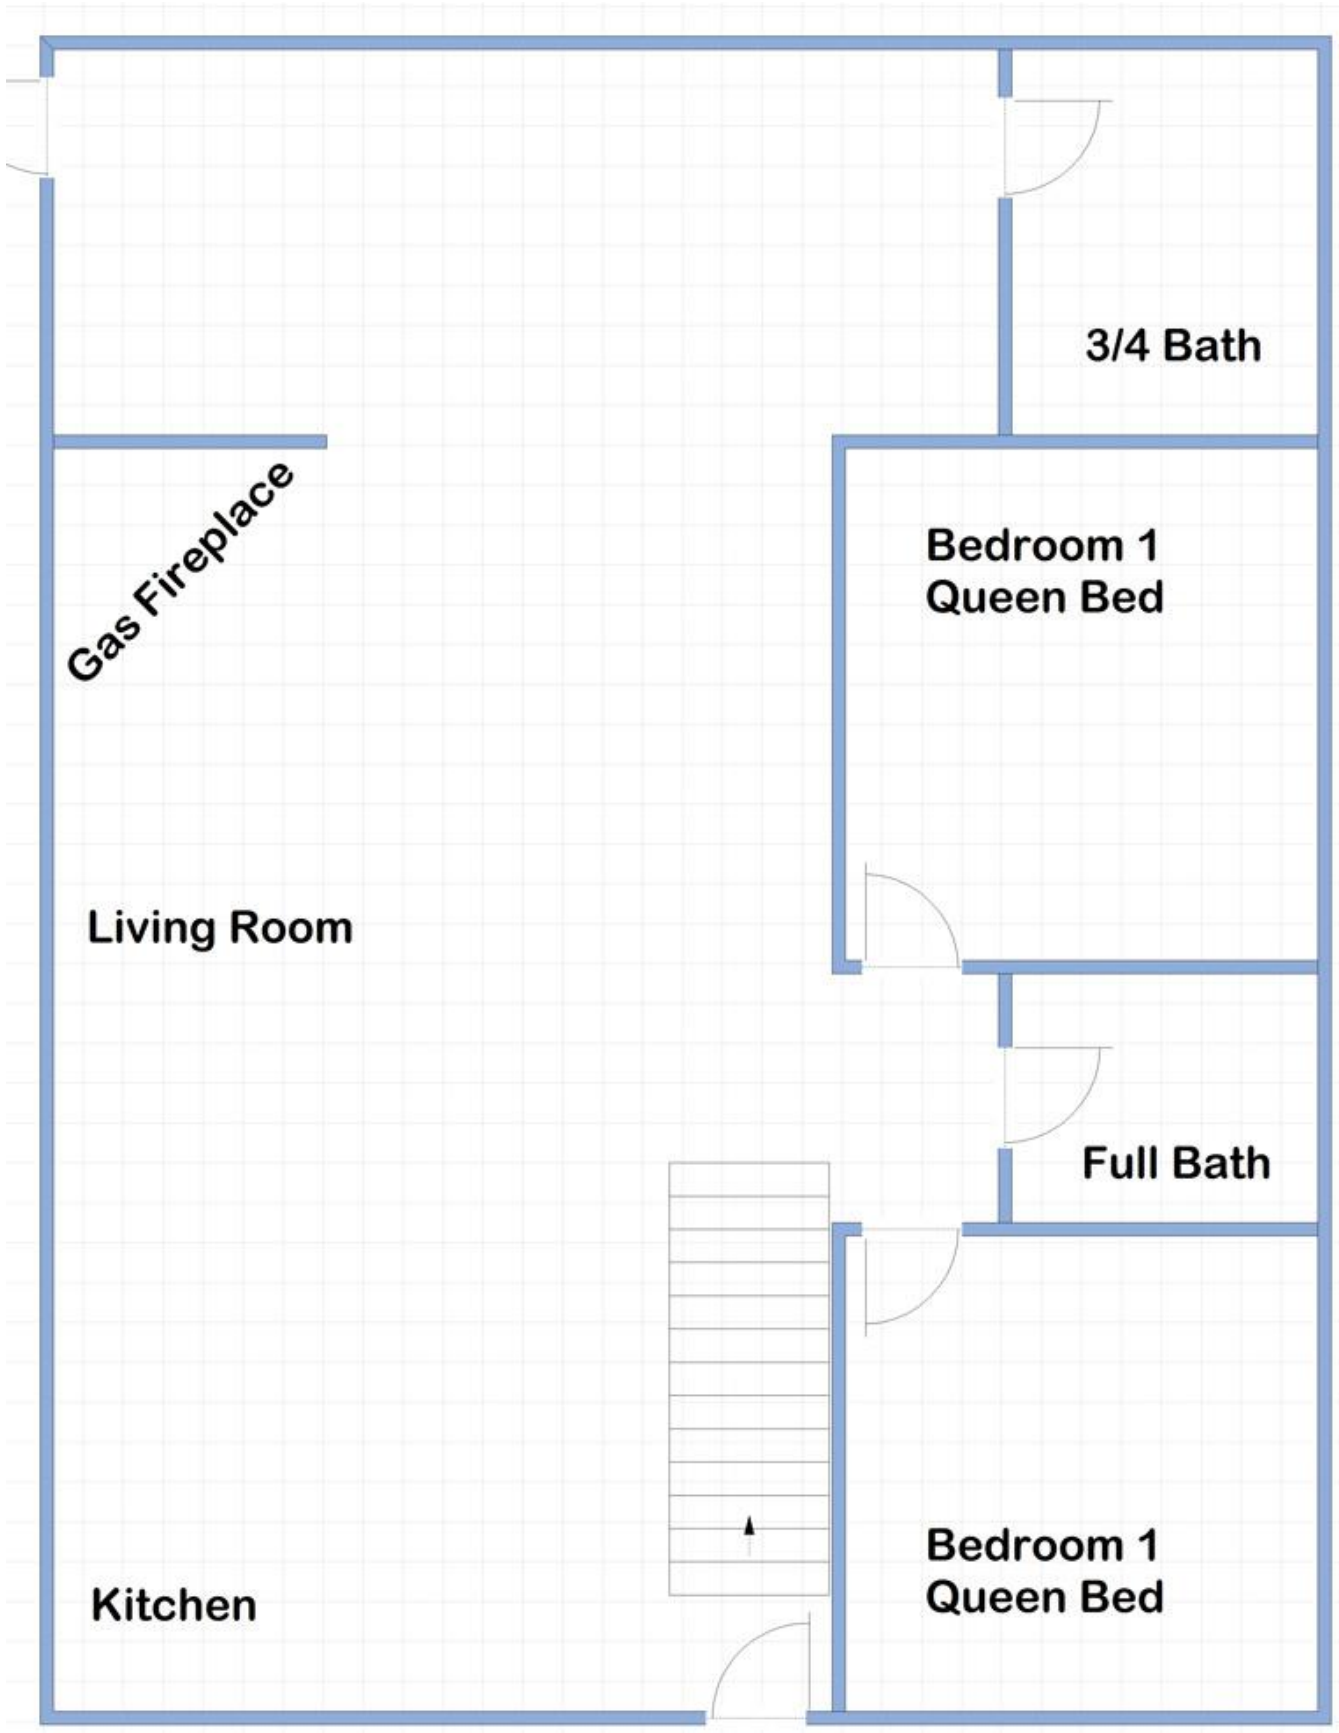 3/4 Bath
Gas Fireplace
Bedroom 1
Queen Bed
Living Room
Full Bath
Kitchen
Bedroom 1
Queen Bed